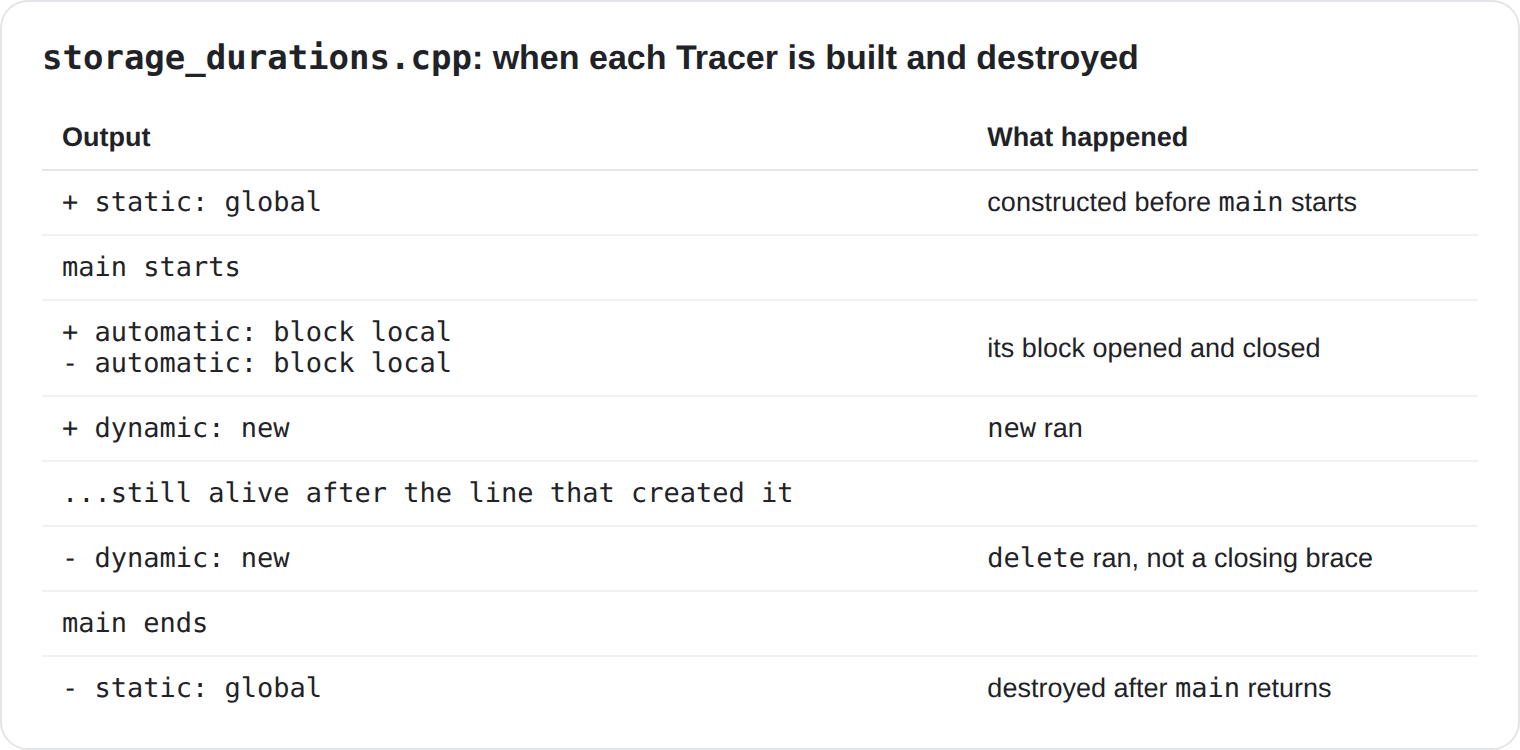 storage_durations.cpp: when each Tracer is built and destroyed
Output What happened
+ static: global constructed before main starts
main starts
+ automatic: block local
- automatic: block local
its block opened and closed
+ dynamic: new new ran
...still alive after the line that created it
- dynamic: new delete ran, not a closing brace
main ends
- static: global destroyed after main returns